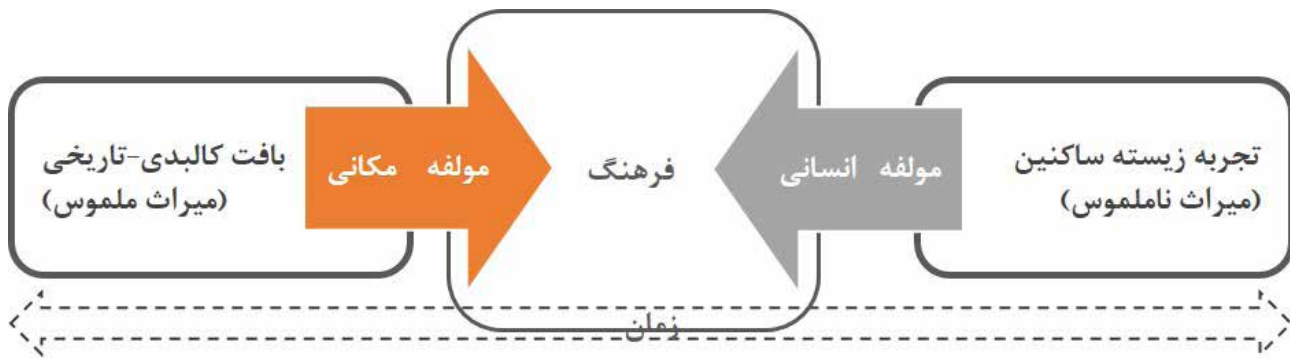 تجربه زیسته ساکنین
(میراث ناملموس)
مولفه انسانی
فرهنگ
مولفه مکانی
بافت کالبدی-تاریخی
(میراث ملموس)
زمان